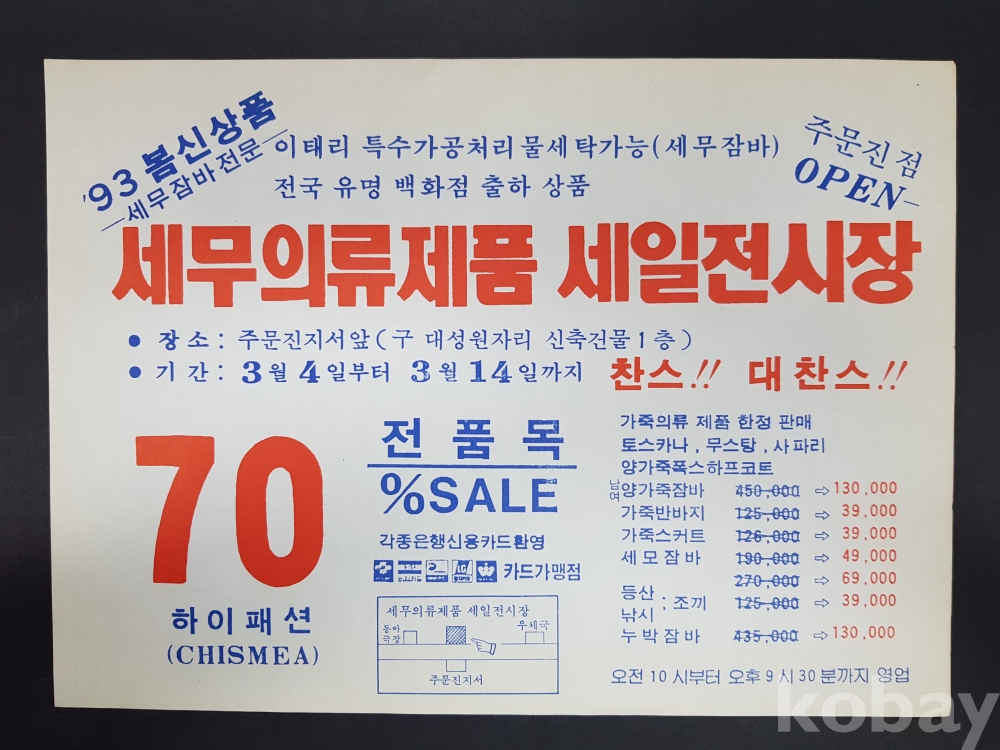 '93 봄신상품
세무잠바전문
이태리 특수가공처리물세탁가능(세무잠바)
전국 유명 백화점 출하 상품
주문진점
OPEN
세무의류제품 세일전시장
● 장소: 주문진지서앞(구 대성원자리 신축건물1층)
● 기간: 3월 4일부터 3월 14일까지
찬스!! 대찬스!!
70
전품목
%SALE
각종은행신용카드환영
카드가맹점
하이패션
(CHISMEA)
세무의류제품 세일전시장
동아극장
우체국
주문진지서
가죽의류 제품 한정 판매
토스카나, 무스탕, 사파리
양가죽폭스하프코트
남여 양가죽잠바 450,000 ⇨ 130,000
가죽반바지 125,000 ⇨ 39,000
가죽스커트 126,000 ⇨ 39,000
세모잠바 190,000 ⇨ 49,000
270,000 ⇨ 69,000
등산 낚시 ; 조끼 125,000 ⇨ 39,000
누박잠바 435,000 ⇨ 130,000
오전 10시부터 오후 9시 30분까지 영업
kobay